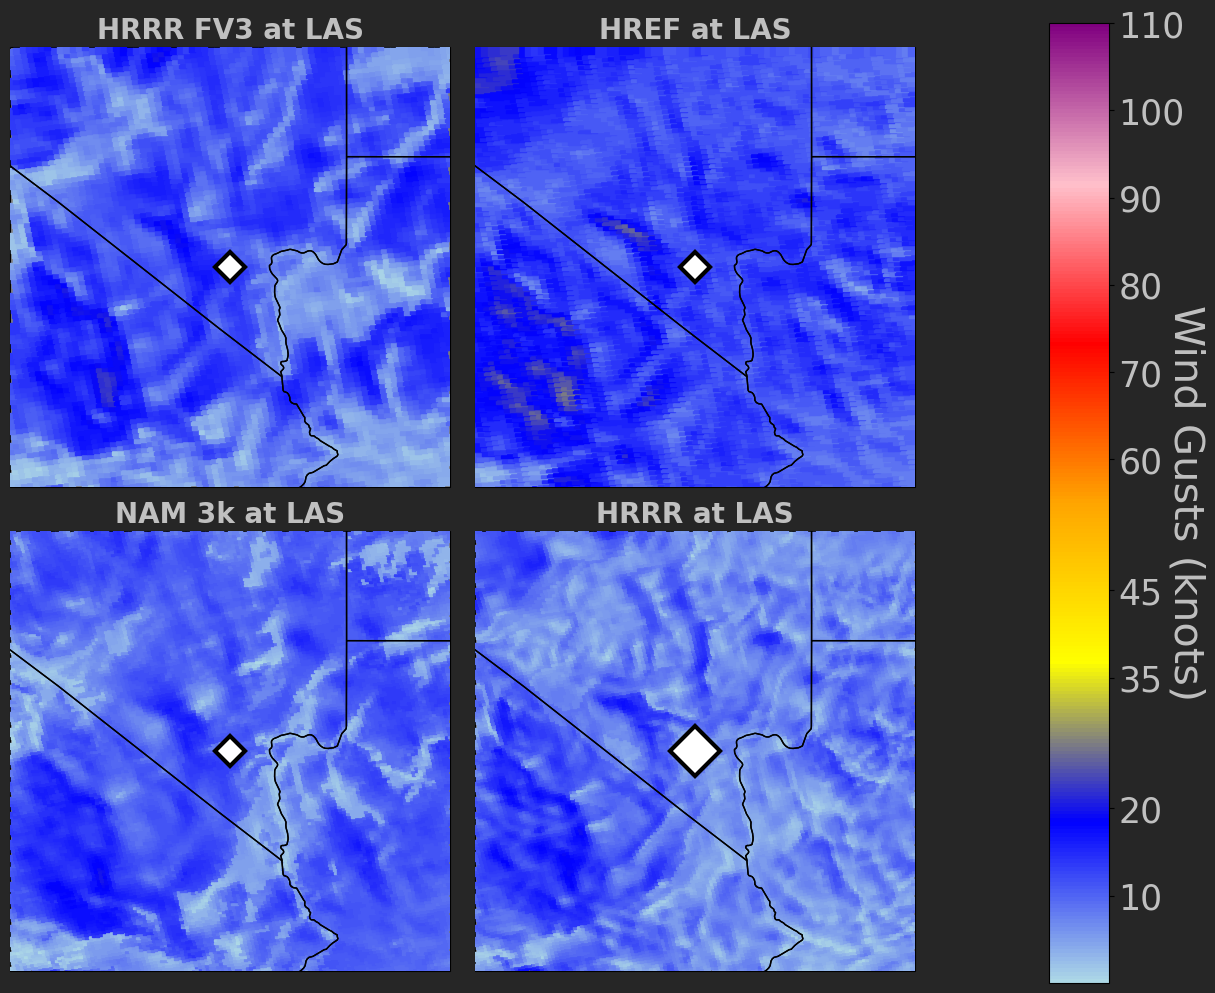 HRRR FV3 at LAS
HREF at LAS
NAM 3k at LAS
HRRR at LAS
110
100
90
80
70
60
45
35
20
10
Wind Gusts (knots)